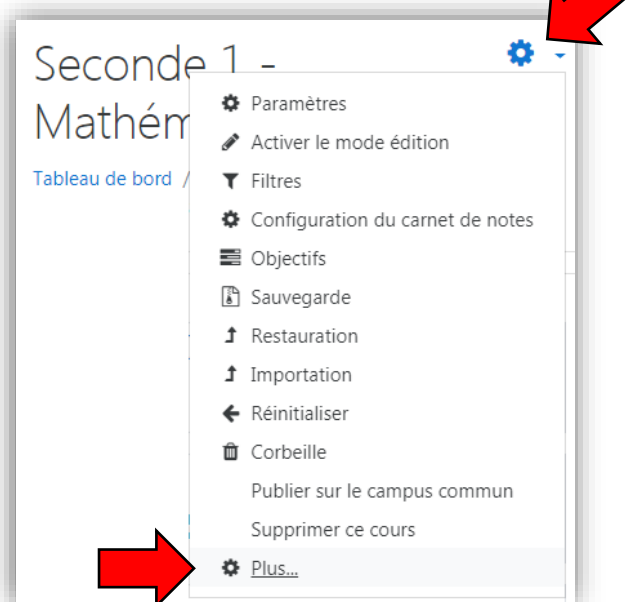 Seconde 1 -
Mathém
Tableau de bord /
Paramètres
Activer le mode édition
Filtres
Configuration du carnet de notes
Objectifs
Sauvegarde
Restauration
Importation
Réinitialiser
Corbeille
Publier sur le campus commun
Supprimer ce cours
Plus...